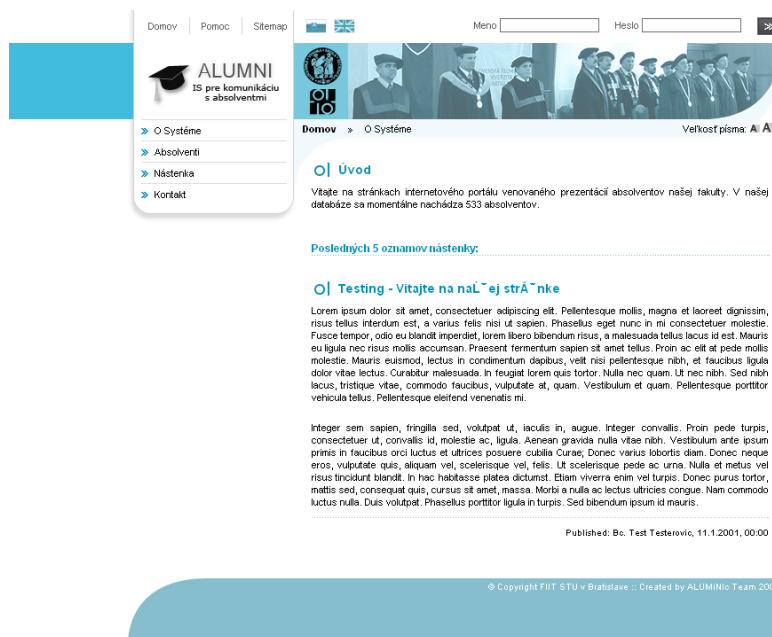 Domov Pomoc Sitemap Meno Heslo
ALUMNI
IS pre komunikáciu
s absolventmi
O Systéme
Absolventi
Nástenka
Kontakt
Domov » O Systéme Veľkosť písma: A A
Úvod
Vitajte na stránkach internetového portálu venovaného prezentácií absolventov našej fakulty. V našej
databáze sa momentálne nachádza 533 absolventov.
Posledných 5 oznamov nástenky:
Testing - Vitajte na naĽˇej strÃˇnke
Lorem ipsum dolor sit amet, consectetuer adipiscing elit. Pellentesque mollis, magna et laoreet dignissim,
risus tellus interdum est, a varius felis nisi ut sapien. Phasellus eget nunc in mi consectetuer molestie.
Fusce tempor, odio eu blandit imperdiet, lorem libero bibendum risus, a malesuada tellus lacus id est. Mauris
eu ligula nec risus mollis accumsan. Praesent fermentum sapien sit amet tellus. Proin ac elit at pede mollis
molestie. Mauris euismod, lectus in condimentum dapibus, velit nisi pellentesque nibh, et faucibus ligula
dolor vitae lectus. Curabitur malesuada. In feugiat lorem quis tortor. Nulla nec quam. Ut nec nibh. Sed nibh
lacus, tristique vitae, commodo faucibus, vulputate at, quam. Vestibulum et quam. Pellentesque porttitor
vehicula tellus. Pellentesque eleifend venenatis mi.
Integer sem sapien, fringilla sed, volutpat ut, iaculis in, augue. Integer convallis. Proin pede turpis,
consectetuer ut, convallis id, molestie ac, ligula. Aenean gravida nulla vitae nibh. Vestibulum ante ipsum
primis in faucibus orci luctus et ultrices posuere cubilia Curae; Donec varius lobortis diam. Donec neque
eros, vulputate quis, aliquam vel, scelerisque vel, felis. Ut scelerisque pede ac urna. Nulla et metus vel
risus tincidunt blandit. In hac habitasse platea dictumst. Etiam viverra enim vel turpis. Donec purus tortor,
mattis sed, consequat quis, cursus sit amet, massa. Morbi a nulla ac lectus ultricies congue. Nam commodo
luctus nulla. Duis volutpat. Phasellus porttitor ligula in turpis. Sed bibendum ipsum id mauris.
Published: Bc. Test Testerovic, 11.1.2001, 00:00
© Copyright FIIT STU v Bratislave :: Created by ALUMiNIc Team 200